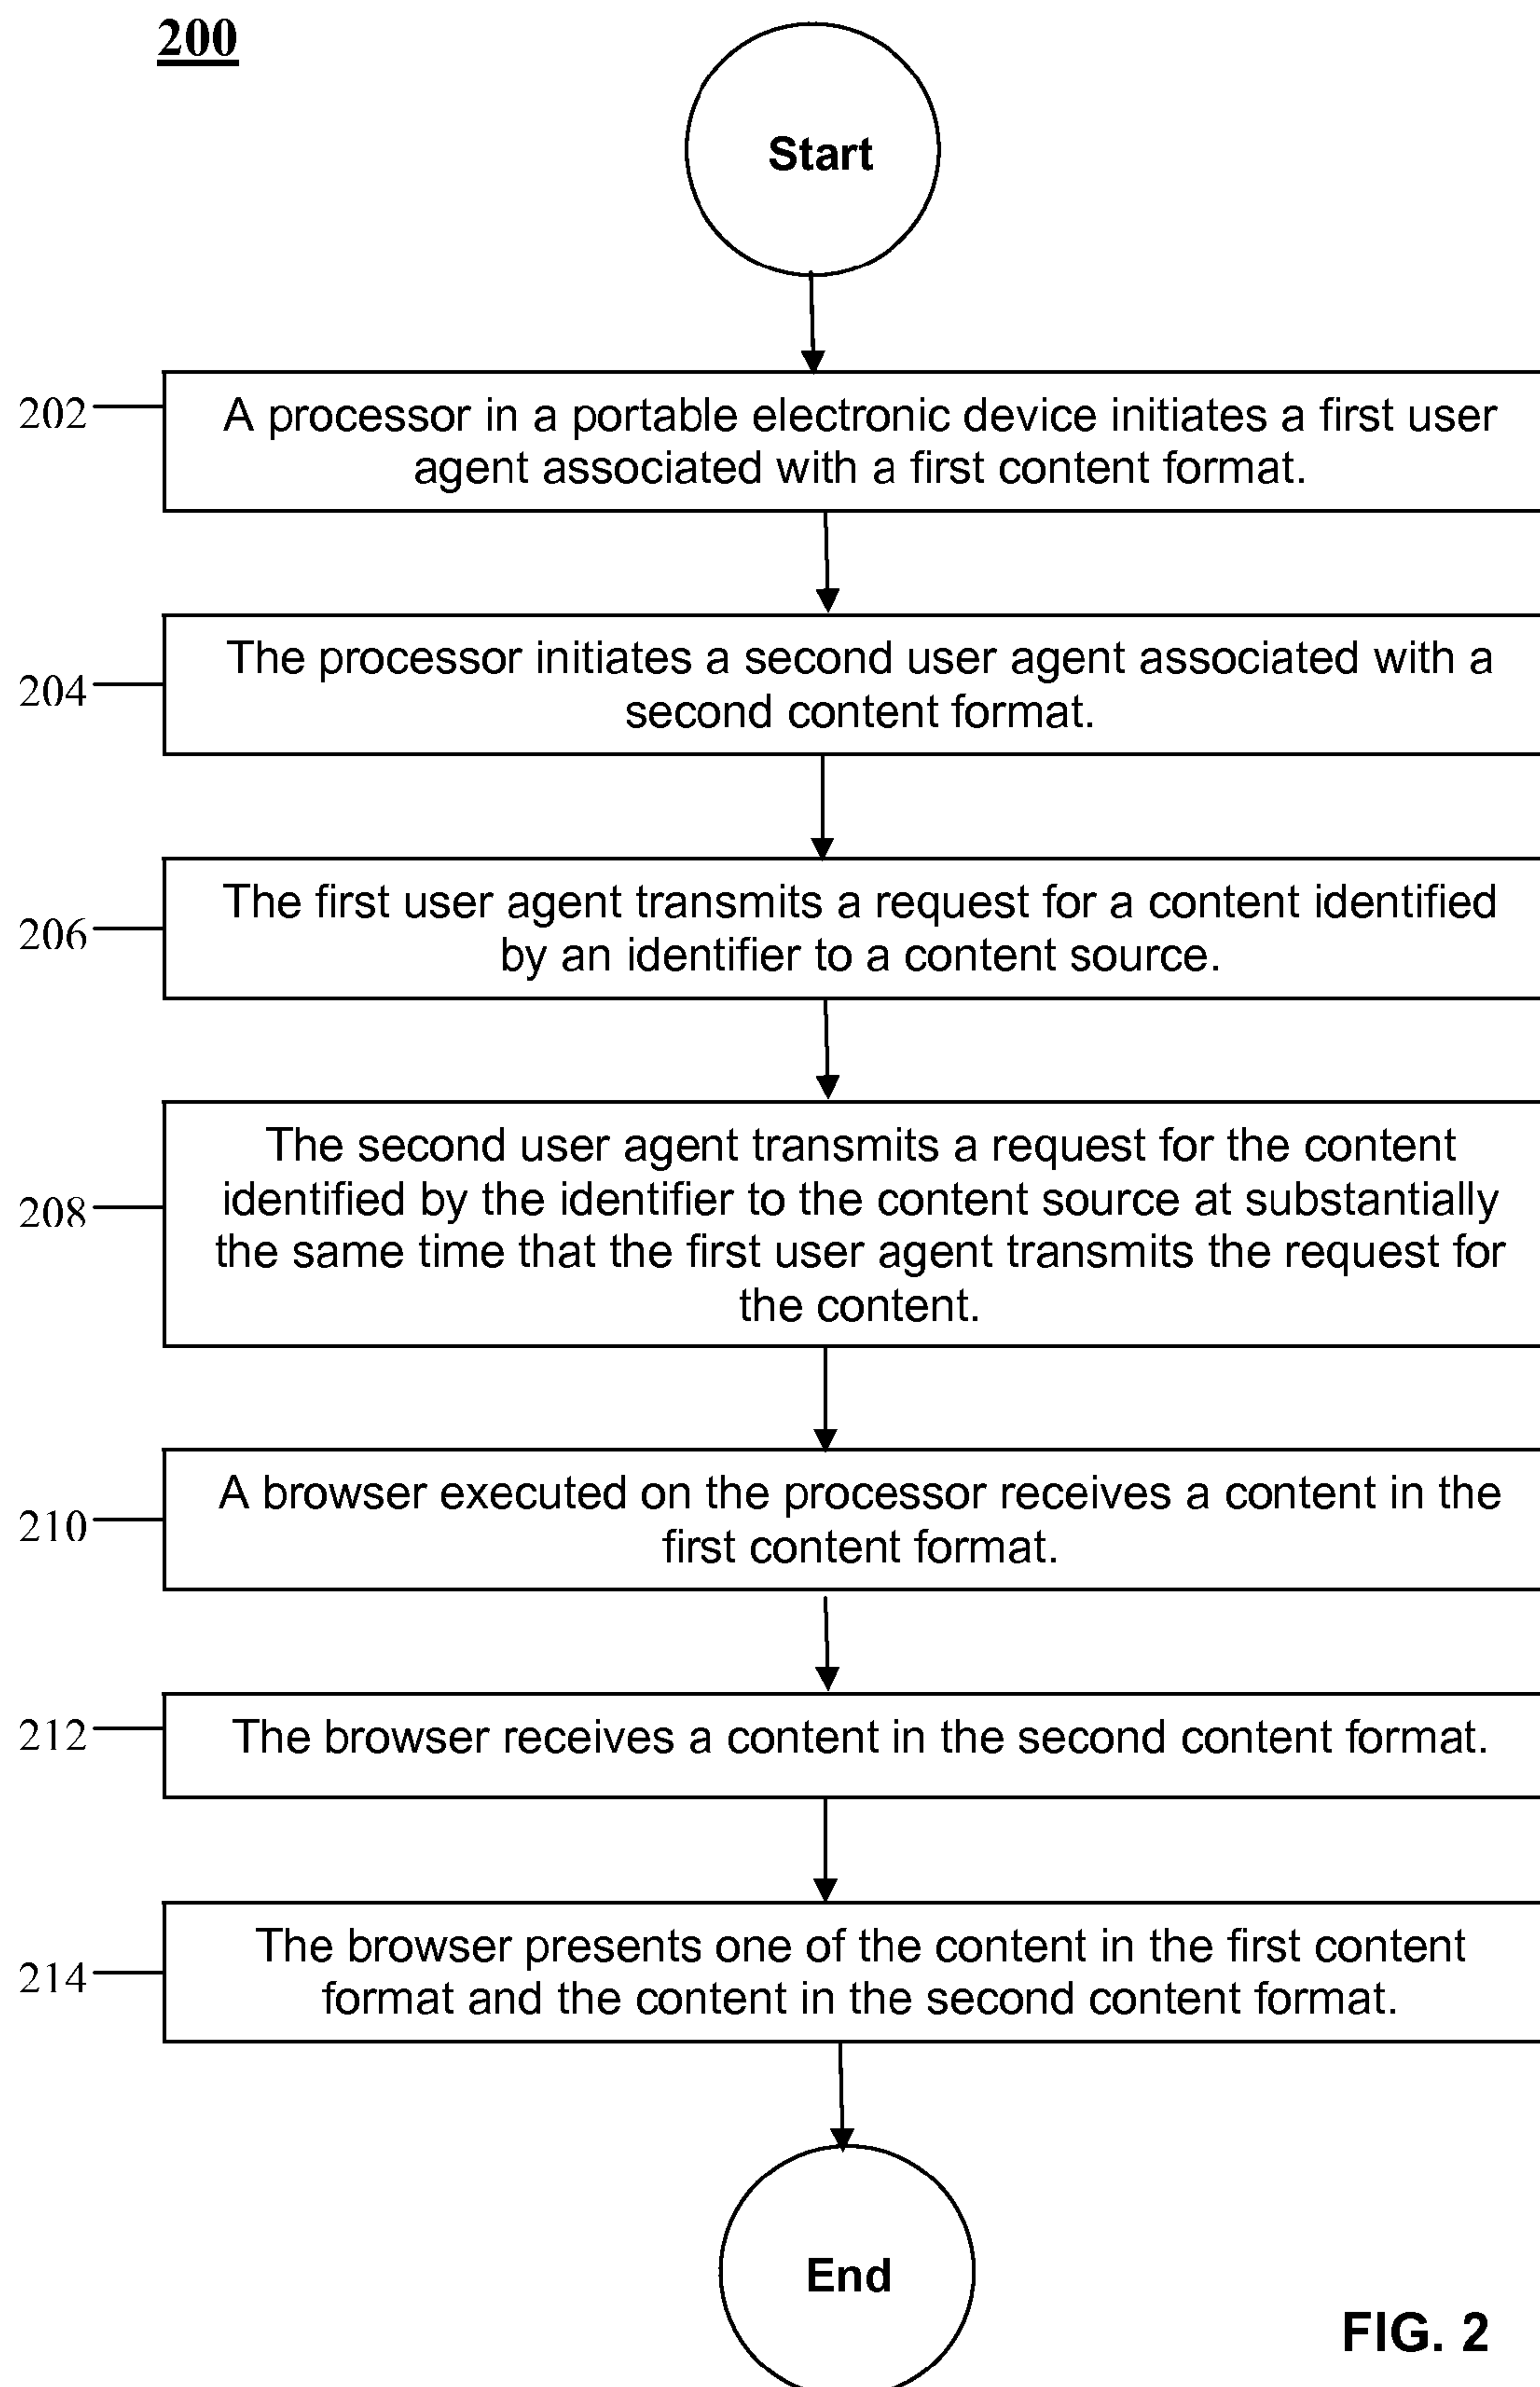 200
Start
202
A processor in a portable electronic device initiates a first user
agent associated with a first content format.
204
The processor initiates a second user agent associated with a
second content format.
206
The first user agent transmits a request for a content identified
by an identifier to a content source.
208
The second user agent transmits a request for the content
identified by the identifier to the content source at substantially
the same time that the first user agent transmits the request for
the content.
210
A browser executed on the processor receives a content in the
first content format.
212
The browser receives a content in the second content format.
214
The browser presents one of the content in the first content
format and the content in the second content format.
End
FIG. 2